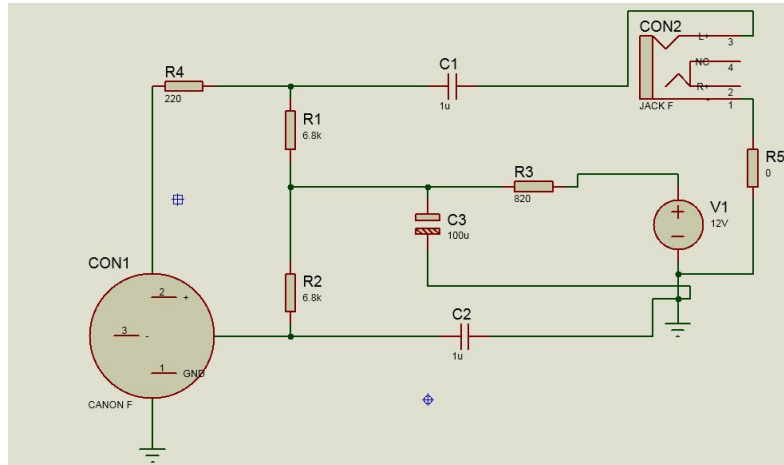 CON2
L+
3
NC
4
R+
2
-
1
JACK F
R4
220
C1
1u
R1
6.8k
R3
820
R5
0
V1
+
-
12V
C3
100u
CON1
2
+
3
-
1
GND
CANON F
R2
6.8k
C2
1u